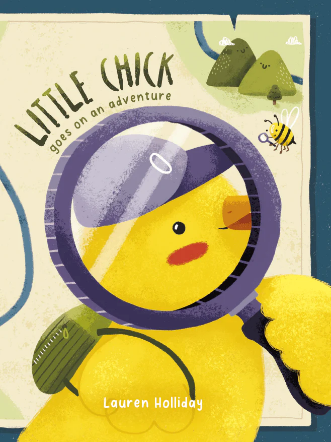 LITTLE CHICK
goes on an adventure
Lauren Holliday